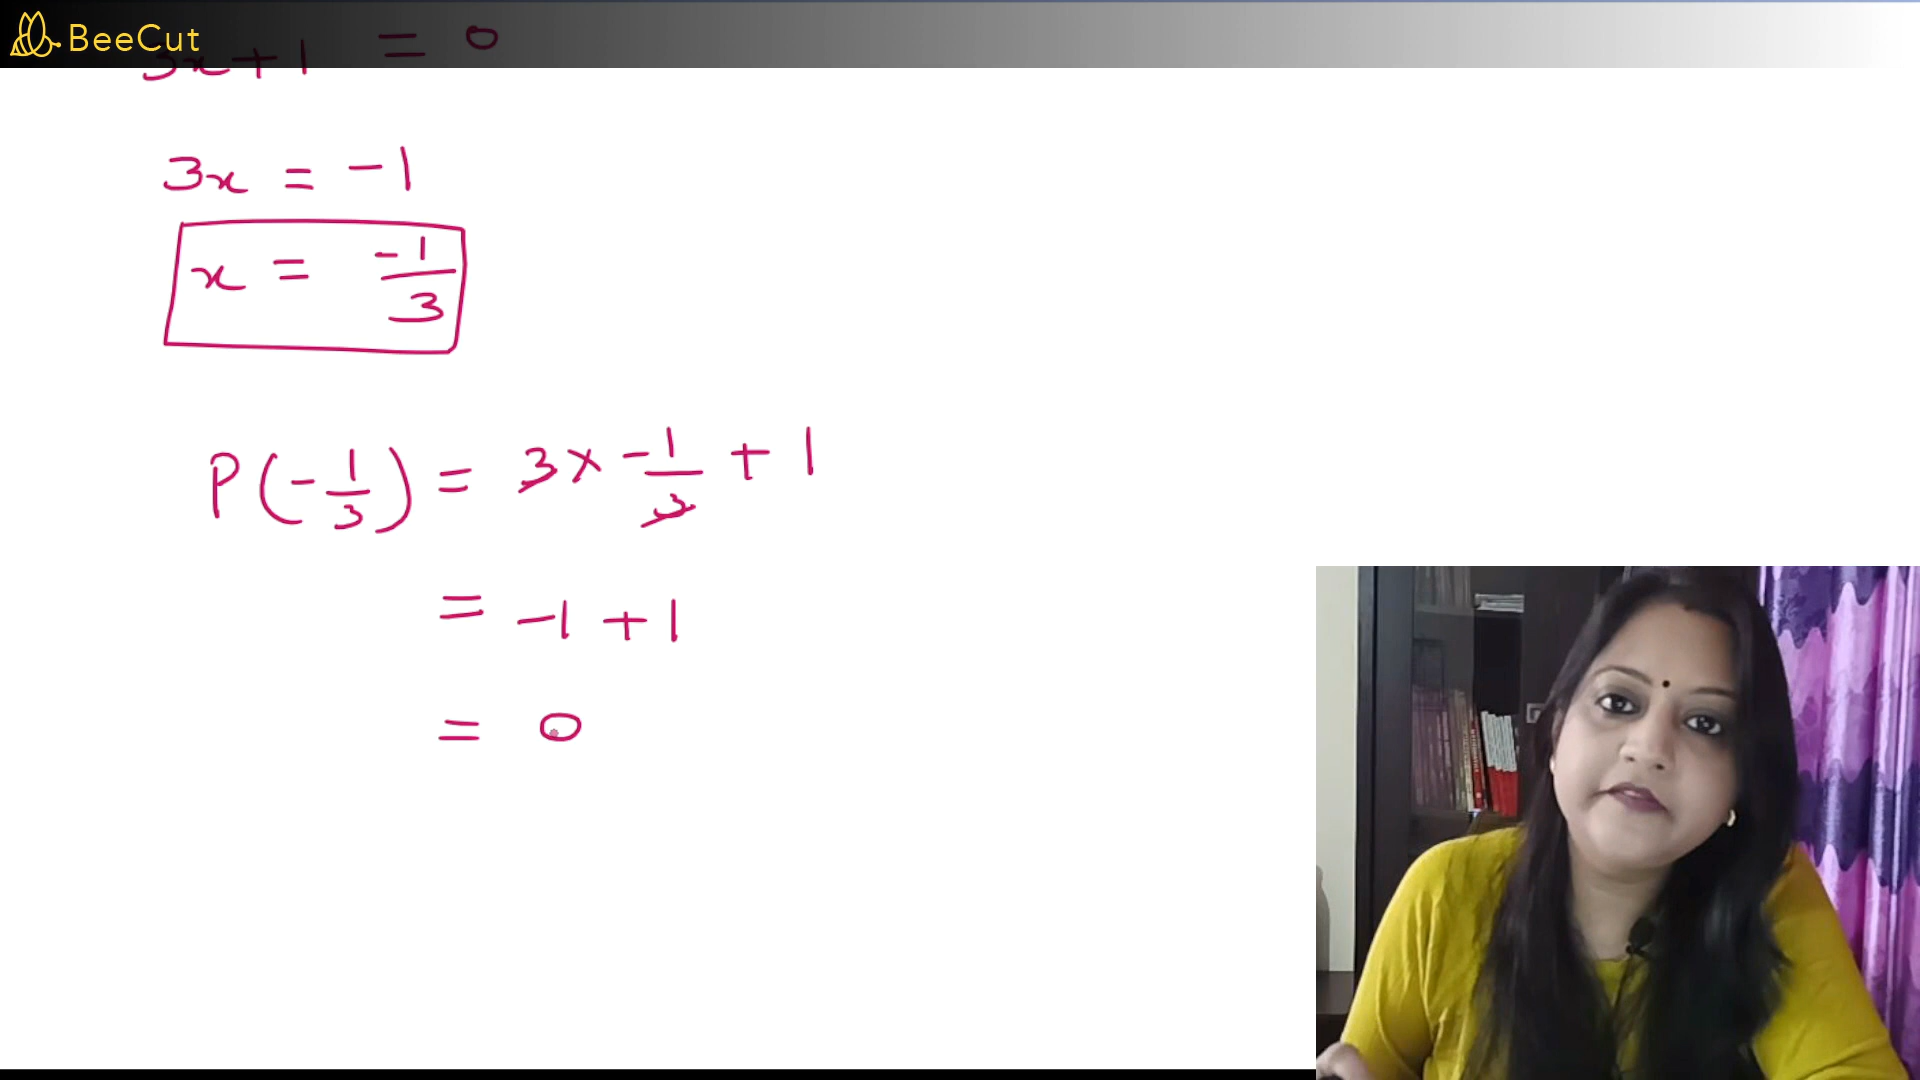 BeeCut
3x+1 = 0
3x = -1
x = -1/3
P(-1/3) = 3 × -1/3 + 1
= -1 + 1
= 0